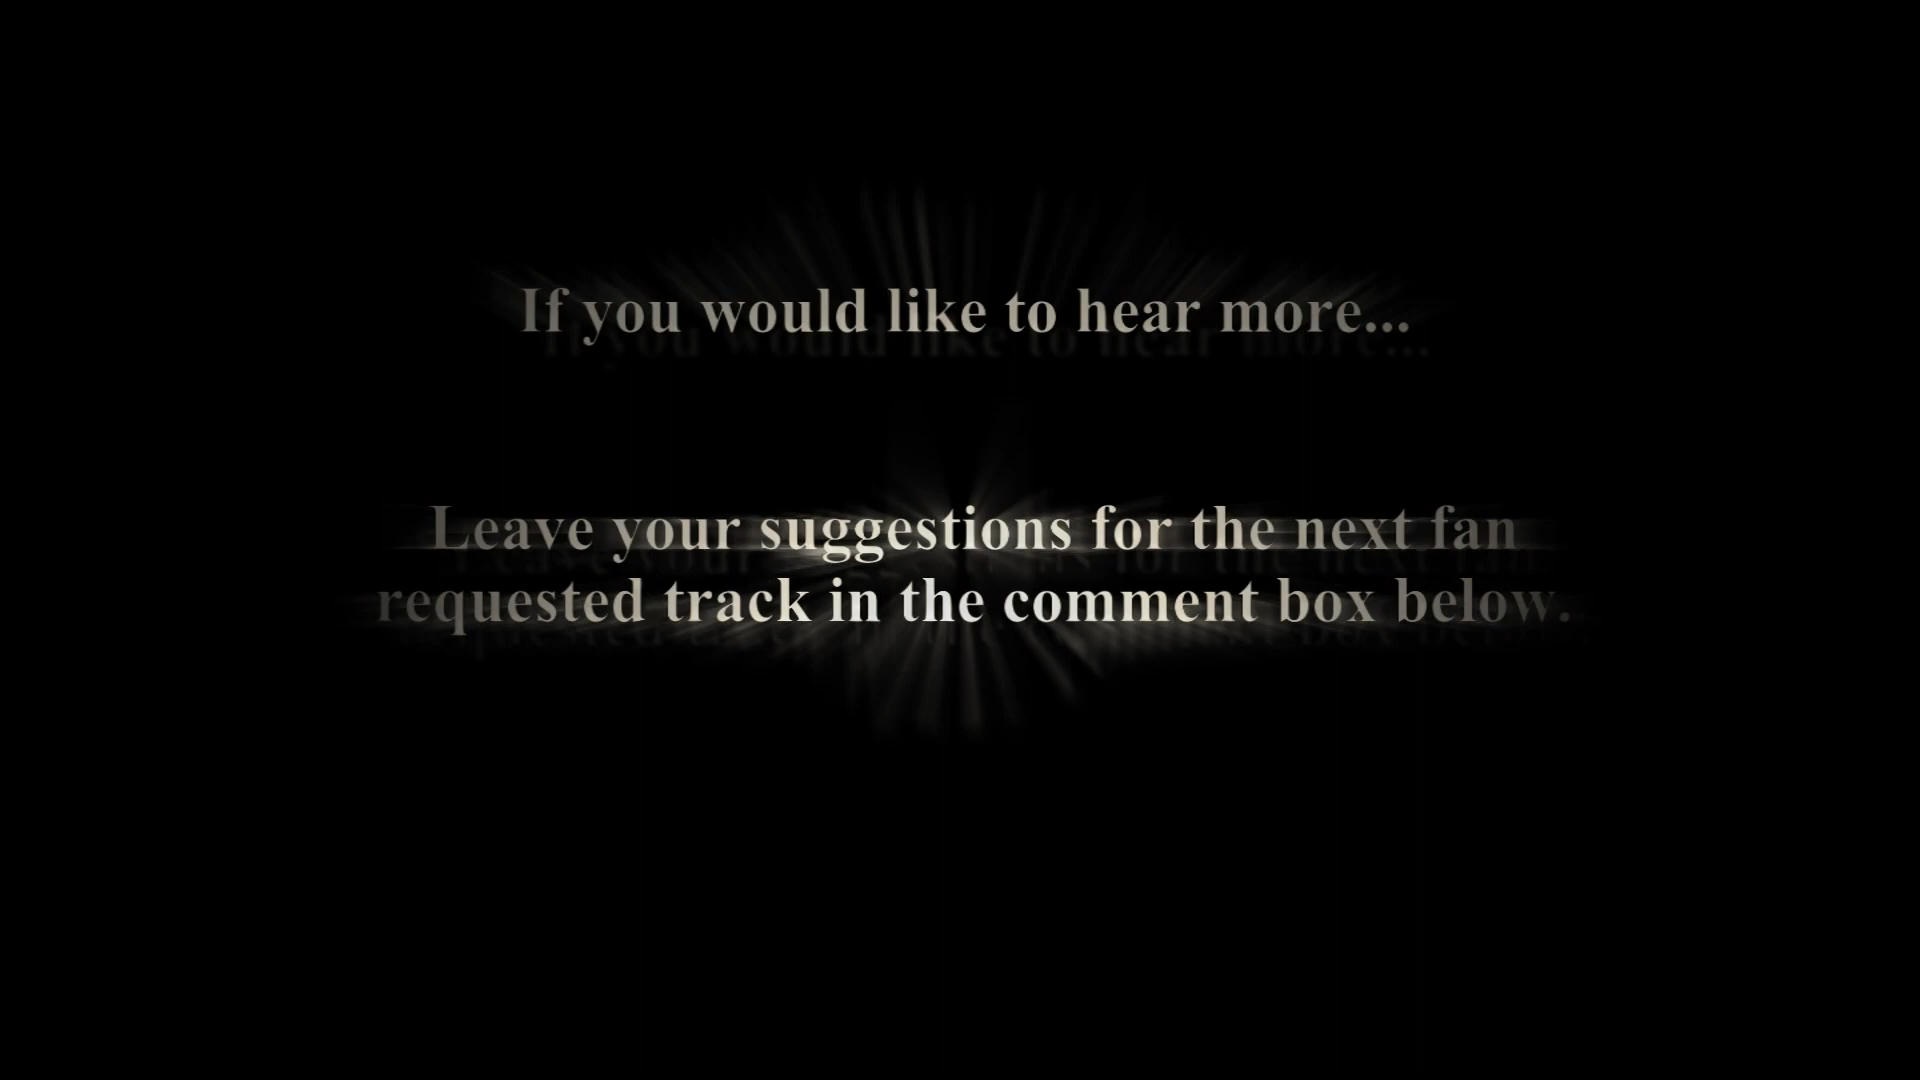 If you would like to hear more...
Leave your suggestions for the next fan
requested track in the comment box below.